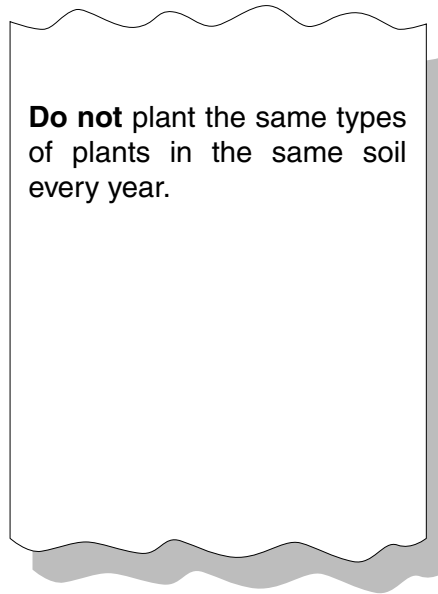 Do not plant the same types
of plants in the same soil
every year.